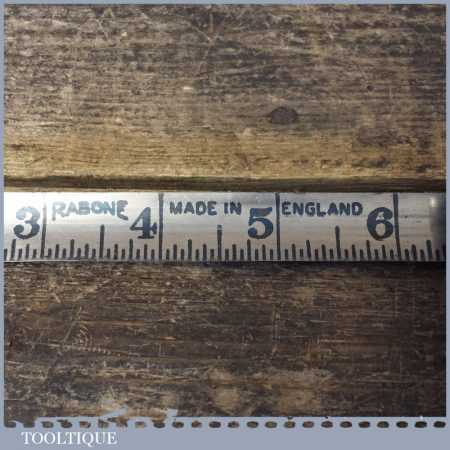 3 RABONE 4 MADE IN 5 ENGLAND 6
TOOLTIQUE